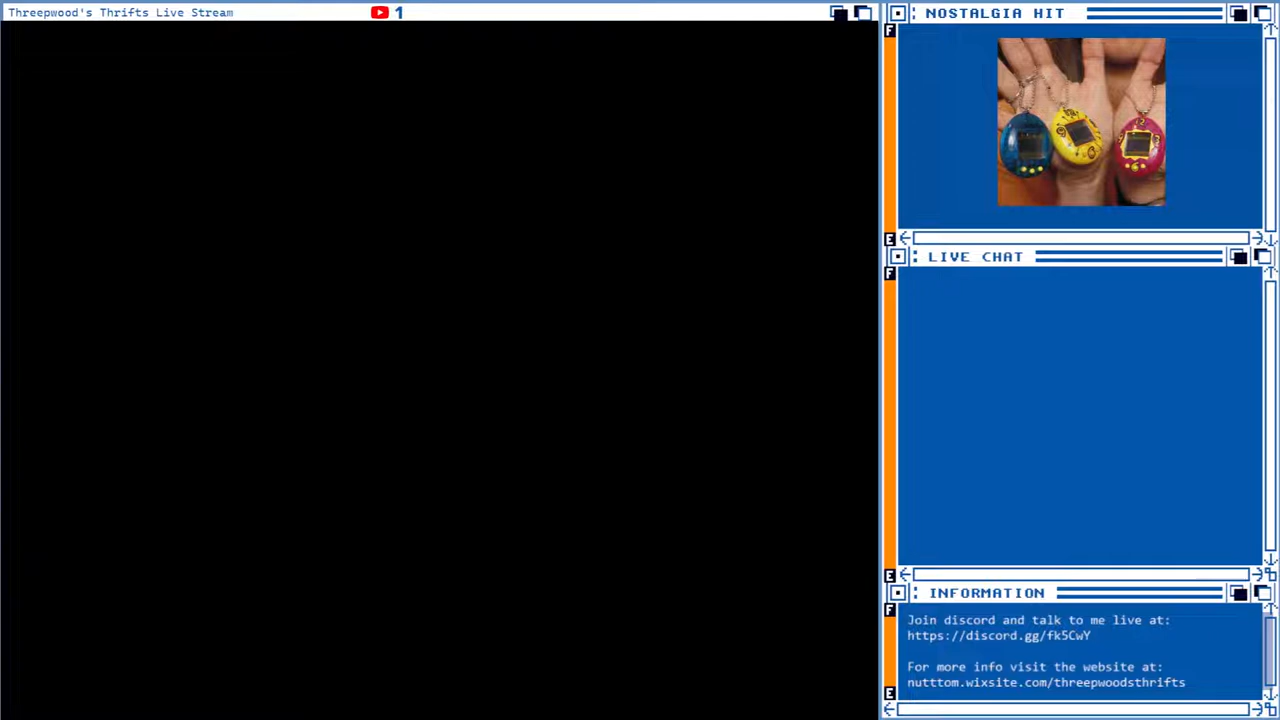 Threepwood's Thrifts Live Stream
1
NOSTALGIA HIT
F
E
LIVE CHAT
F
E
INFORMATION
F
Join discord and talk to me live at:
https://discord.gg/fk5CwY
For more info visit the website at:
nutttom.wixsite.com/threepwoodsthrifts
E